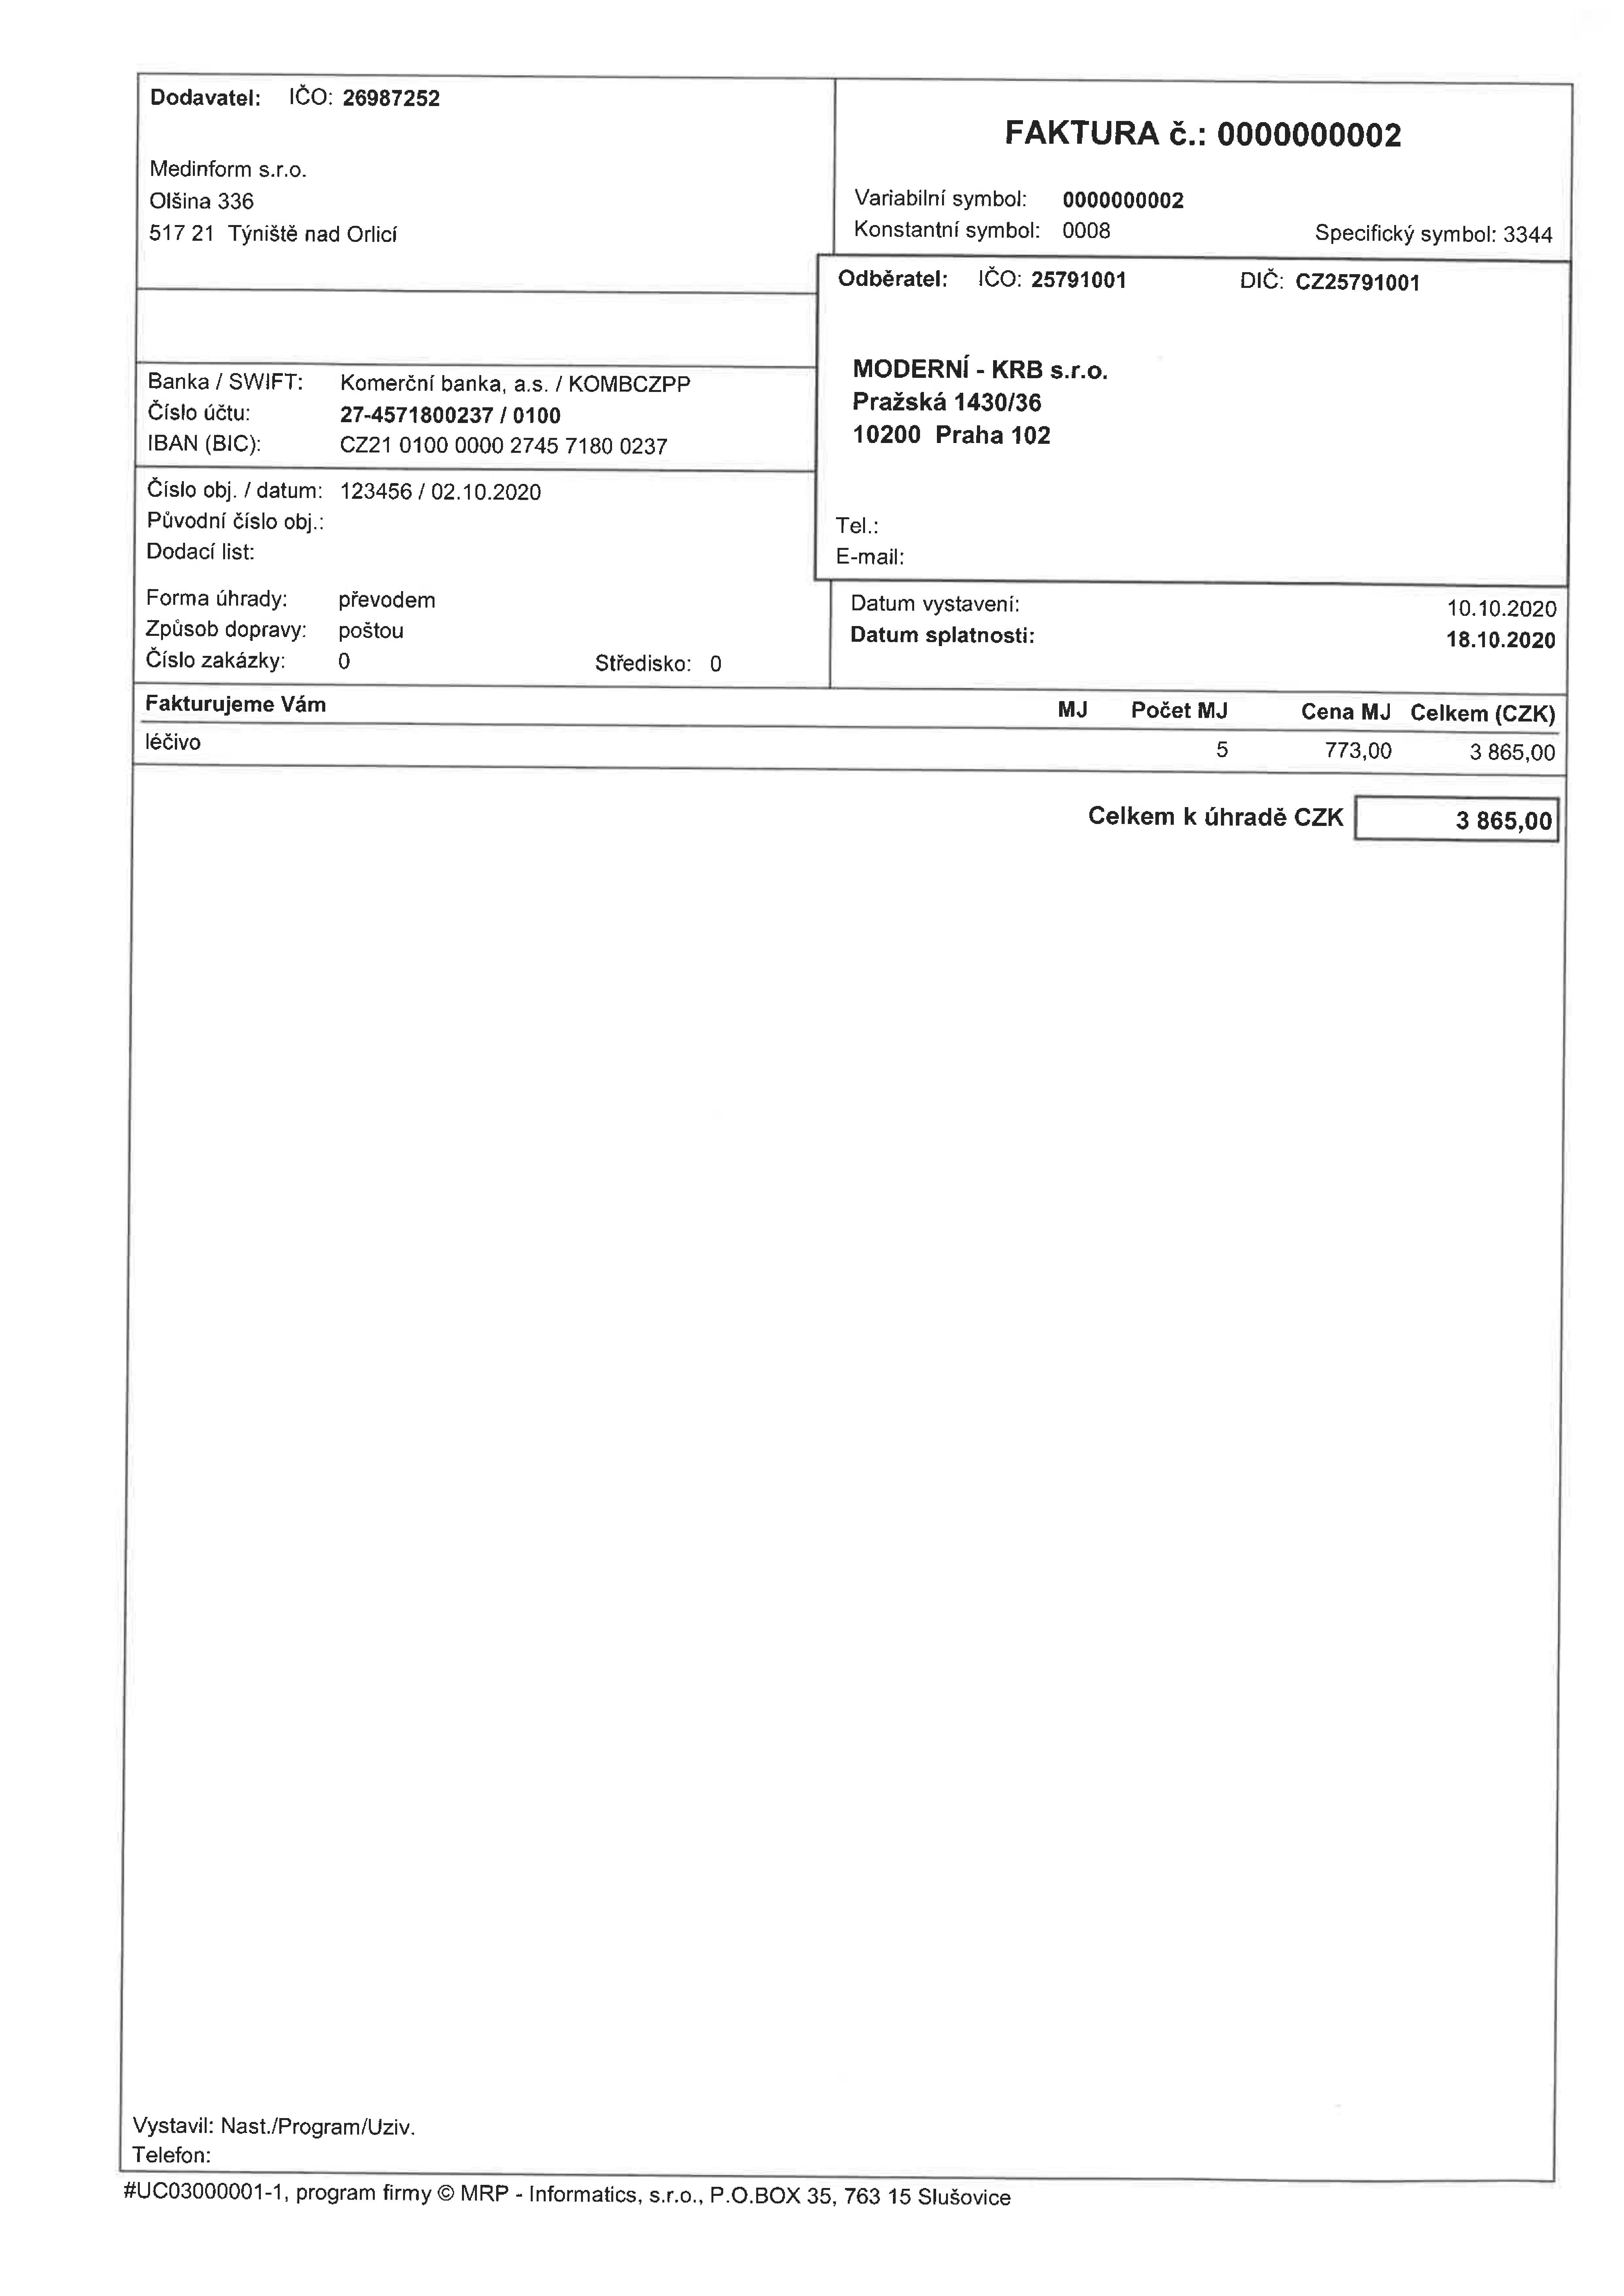 Dodavatel: IČO: 26987252
Medinform s.r.o.
Olšina 336
517 21 Týniště nad Orlicí
FAKTURA č.: 0000000002
Variabilní symbol: 0000000002
Konstantní symbol: 0008 Specifický symbol: 3344
Odběratel: IČO: 25791001 DIČ: CZ25791001
MODERNÍ - KRB s.r.o.
Pražská 1430/36
10200 Praha 102
Tel.:
E-mail:
Banka / SWIFT: Komerční banka, a.s. / KOMBCZPP
Číslo účtu: 27-4571800237 / 0100
IBAN (BIC): CZ21 0100 0000 2745 7180 0237
Číslo obj. / datum: 123456 / 02.10.2020
Původní číslo obj.:
Dodací list:
Forma úhrady: převodem
Způsob dopravy: poštou
Číslo zakázky: 0 Středisko: 0
Datum vystavení: 10.10.2020
Datum splatnosti: 18.10.2020
Fakturujeme Vám MJ Počet MJ Cena MJ Celkem (CZK)
léčivo 5 773,00 3 865,00
Celkem k úhradě CZK 3 865,00
Vystavil: Nast./Program/Uziv.
Telefon:
#UC03000001-1, program firmy © MRP - Informatics, s.r.o., P.O.BOX 35, 763 15 Slušovice